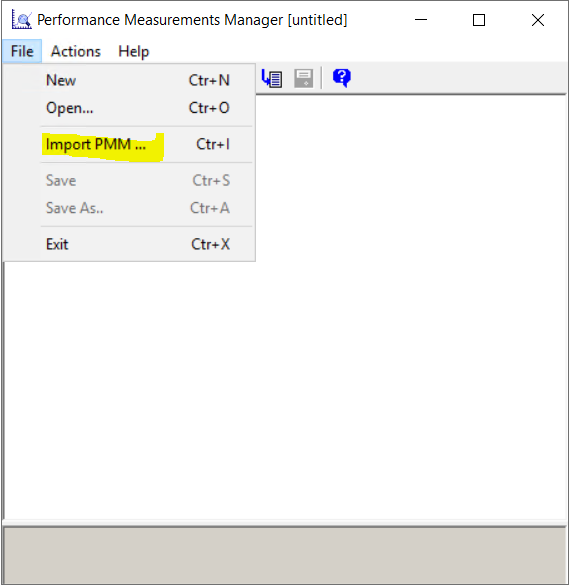 Performance Measurements Manager [untitled]
File Actions Help
New Ctr+N
Open... Ctr+O
Import PMM ... Ctr+I
Save Ctr+S
Save As.. Ctr+A
Exit Ctr+X